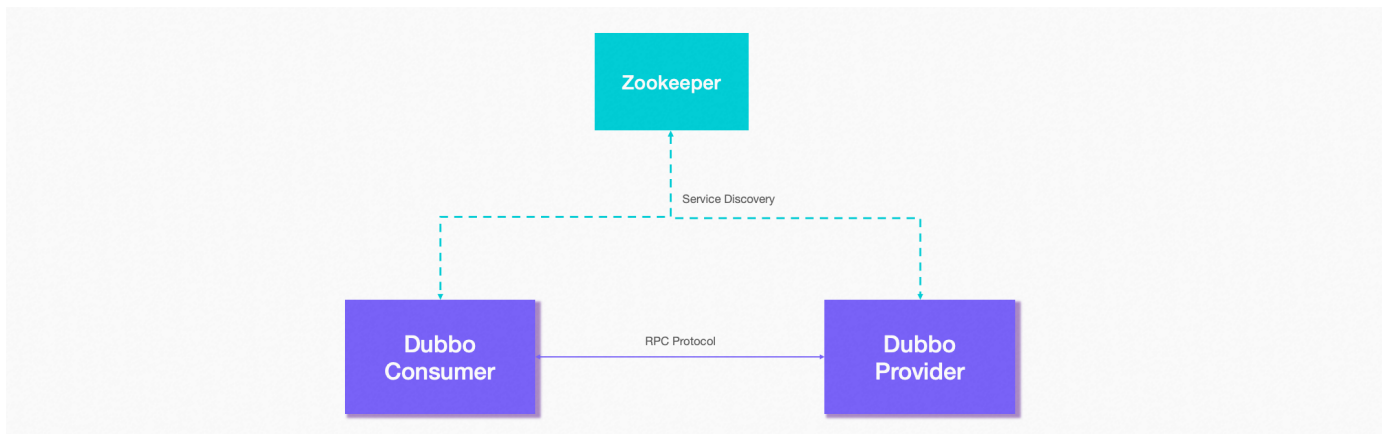 Zookeeper
Service Discovery
RPC Protocol
Dubbo
Consumer
Dubbo
Provider